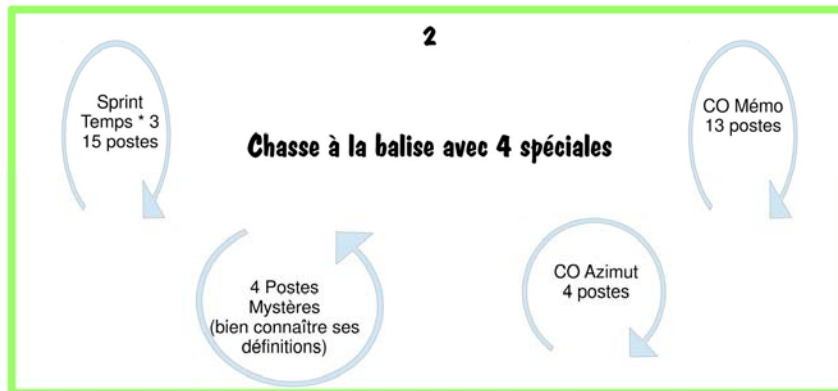 2
Sprint
Temps * 3
15 postes
Chasse à la balise avec 4 spéciales
CO Mémo
13 postes
4 Postes
Mystères
(bien connaître ses
définitions)
CO Azimut
4 postes